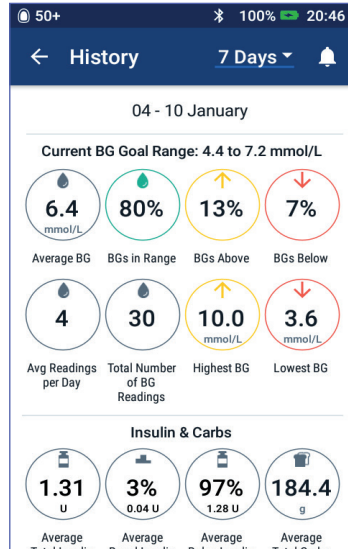 50+ 100% 20:46
History 7 Days
04 - 10 January
Current BG Goal Range: 4.4 to 7.2 mmol/L
6.4 80% 13% 7%
mmol/L
Average BG BGs in Range BGs Above BGs Below
4 30 10.0 3.6
mmol/L mmol/L
Avg Readings Total Number Highest BG Lowest BG
per Day of BG
Readings
Insulin & Carbs
1.31 3% 97% 184.4
U 0.04 U 1.28 U g
Average Average Average Average